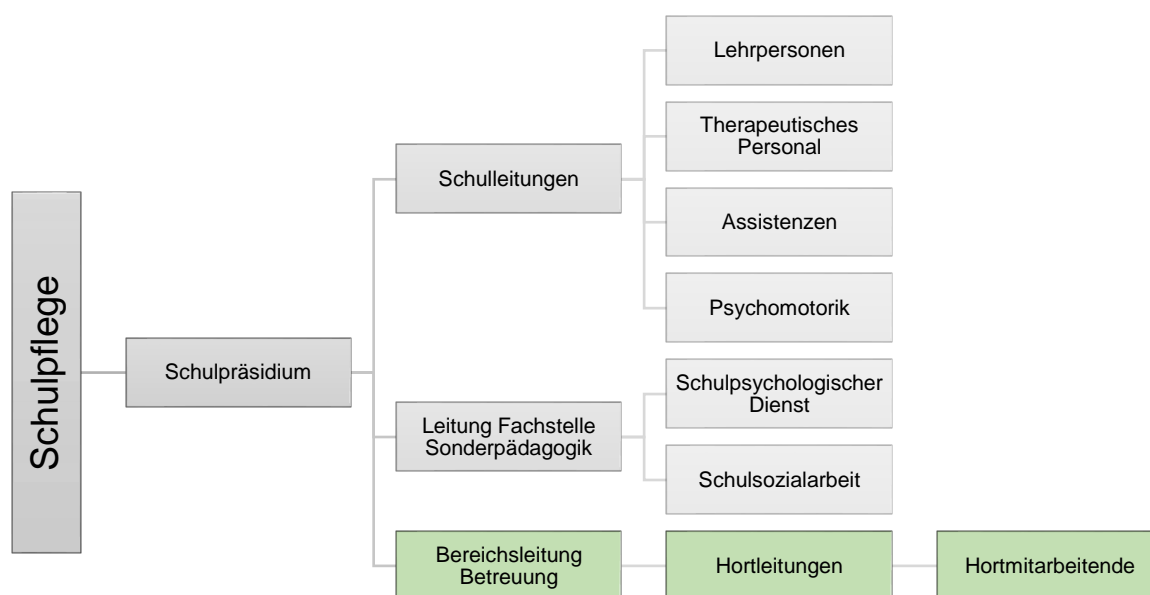 Schulpflege
Schulpräsidium
Schulleitungen
Lehrpersonen
Therapeutisches
Personal
Assistenzen
Psychomotorik
Leitung Fachstelle
Sonderpädagogik
Schulpsychologischer
Dienst
Schulsozialarbeit
Bereichsleitung
Betreuung
Hortleitungen
Hortmitarbeitende